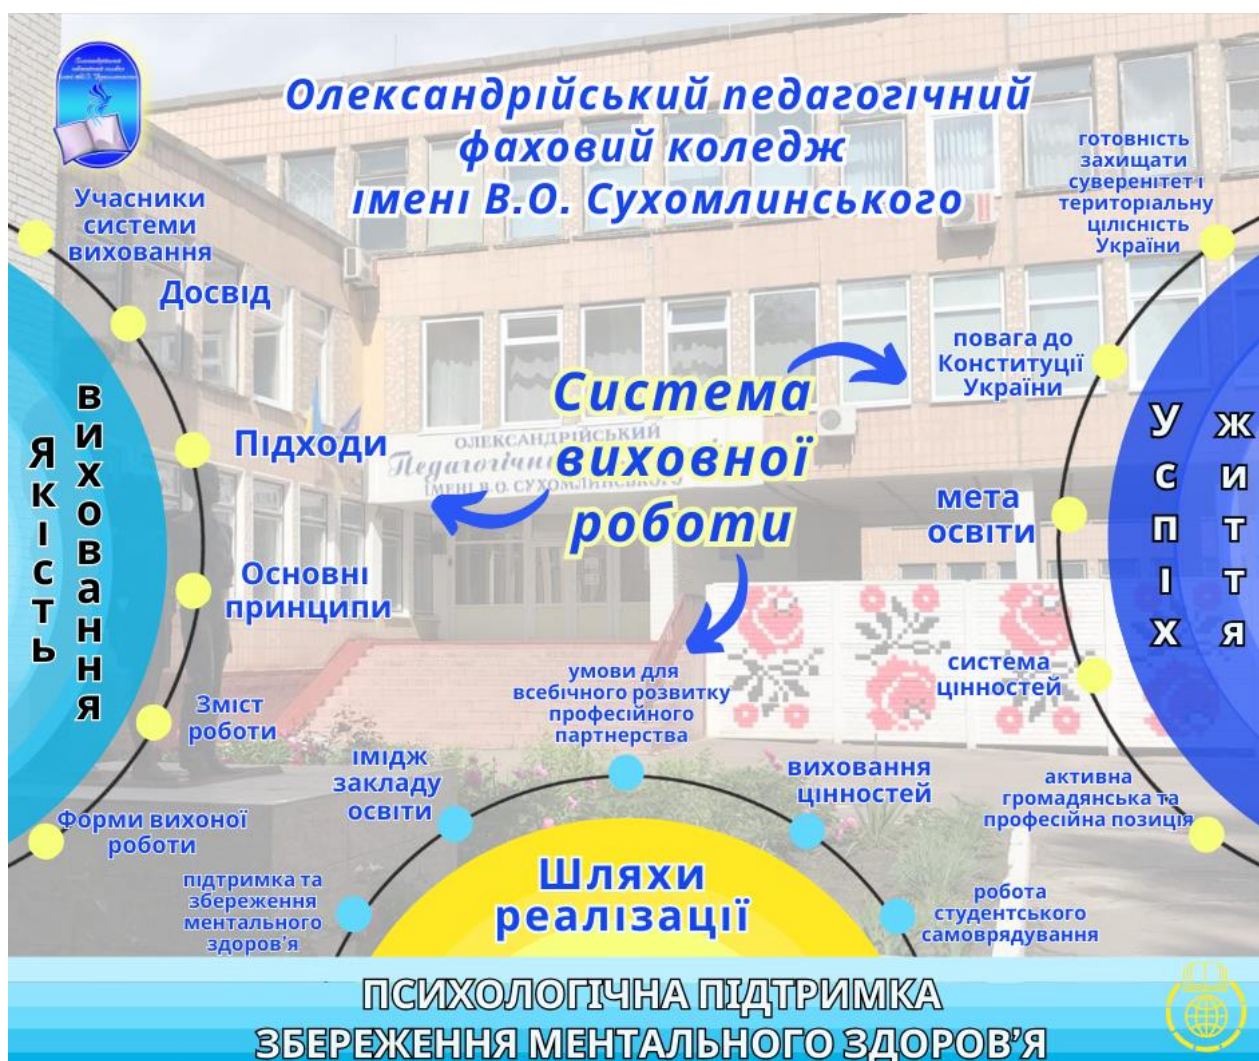 Олександрійський педагогічний
фаховий коледж
імені В.О. Сухомлинського
Учасники
системи
виховання
Досвід
Підходи
Основні
принципи
Зміст
роботи
Форми вихоної
роботи
Якість
виховання
ОЛЕКСАНДРІЙСЬКИЙ
ІМЕНІ В.О. СУХОМЛИНСЬКОГО
Система
виховної
роботи
готовність
захищати
суверенітет і
територіальну
цілісність
України
повага до
Конституції
України
мета
освіти
система
цінностей
активна
громадянська та
професійна позиція
Успіх
життя
підтримка та
збереження
ментального
здоров’я
імідж
закладу
освіти
умови для
всебічного розвитку
професійного
партнерства
виховання
цінностей
робота
студентського
самоврядування
Шляхи
реалізації
ПСИХОЛОГІЧНА ПІДТРИМКА
ЗБЕРЕЖЕННЯ МЕНТАЛЬНОГО ЗДОРОВ’Я